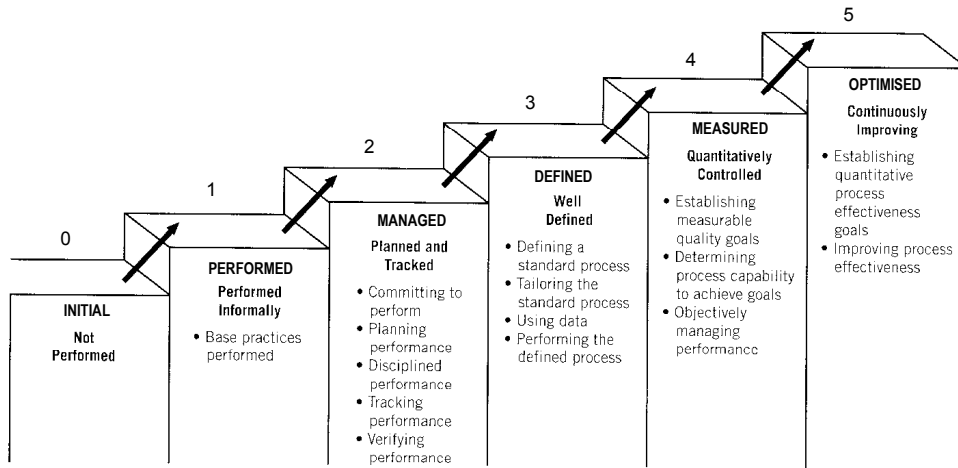 0
INITIAL
Not
Performed
1
PERFORMED
Performed
Informally
• Base practices
performed
2
MANAGED
Planned and
Tracked
• Committing to
perform
• Planning
performance
• Disciplined
performance
• Tracking
performance
• Verifying
performance
3
DEFINED
Well
Defined
• Defining a
standard process
• Tailoring the
standard process
• Using data
• Performing the
defined process
4
MEASURED
Quantitatively
Controlled
• Establishing
measurable
quality goals
• Determining
process capability
to achieve goals
• Objectively
managing
performance
5
OPTIMISED
Continuously
Improving
• Establishing
quantitative
process
effectiveness
goals
• Improving process
effectiveness